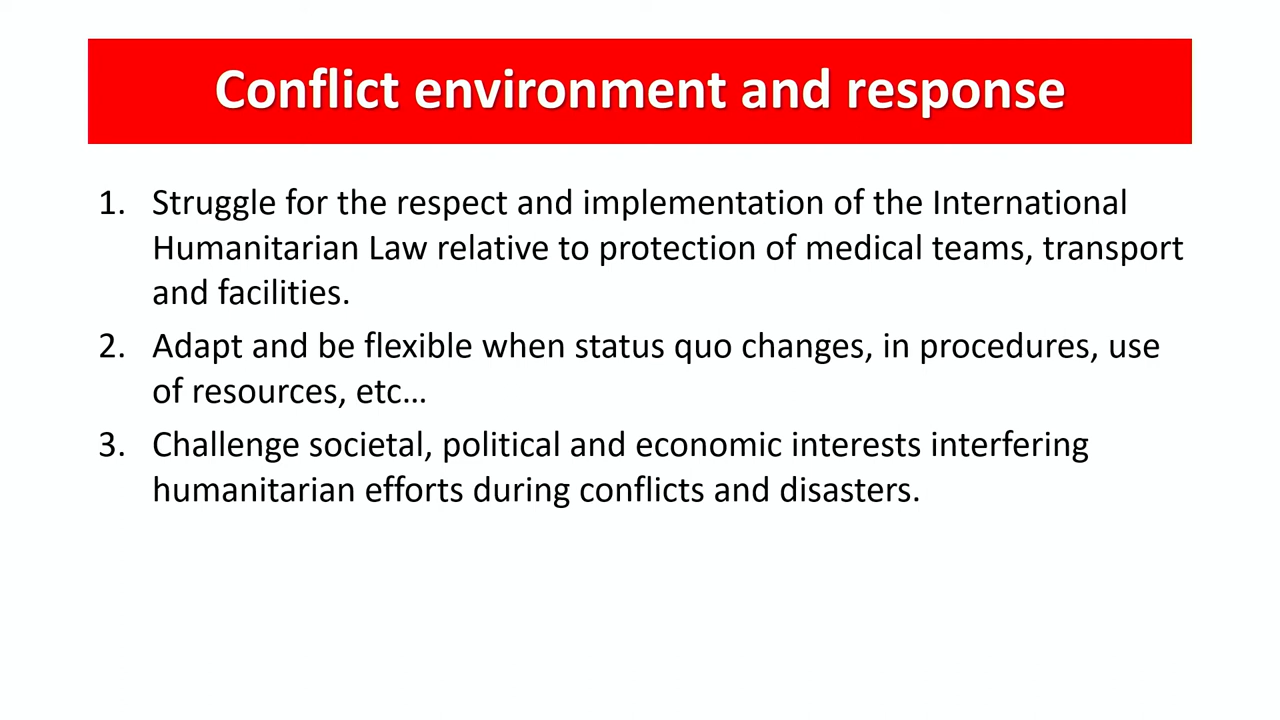 Conflict environment and response
1. Struggle for the respect and implementation of the International
Humanitarian Law relative to protection of medical teams, transport
and facilities.
2. Adapt and be flexible when status quo changes, in procedures, use
of resources, etc…
3. Challenge societal, political and economic interests interfering
humanitarian efforts during conflicts and disasters.